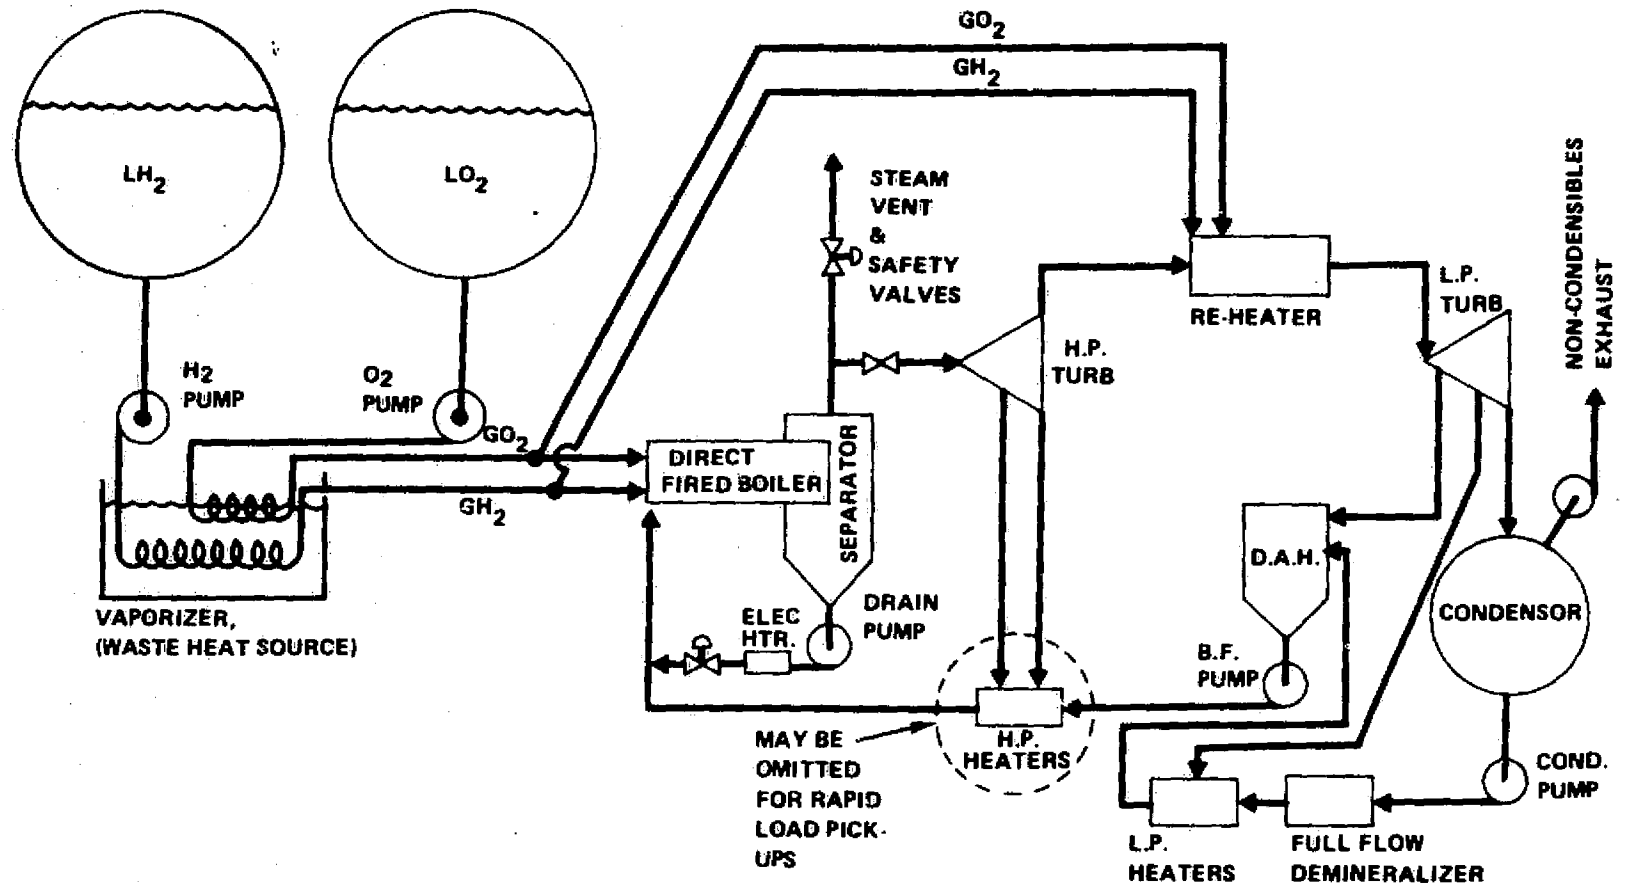 GO₂
GH₂
LH₂
LO₂
STEAM
VENT
&
SAFETY
VALVES
NON-CONDENSIBLES
EXHAUST
L.P.
TURB
RE-HEATER
H.P.
TURB
H₂
PUMP
O₂
PUMP
GO₂
DIRECT
FIRED BOILER
SEPARATOR
GH₂
D.A.H.
CONDENSOR
VAPORIZER,
(WASTE HEAT SOURCE)
ELEC
HTR.
DRAIN
PUMP
B.F.
PUMP
MAY BE
OMITTED
FOR RAPID
LOAD PICK-
UPS
H.P.
HEATERS
COND.
PUMP
L.P.
HEATERS
FULL FLOW
DEMINERALIZER